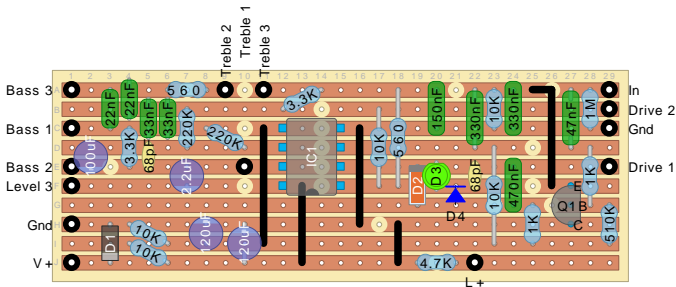 Treble 2
Treble 1
Treble 3
1 2 3 4 5 6 7 8 9 10 11 12 13 14 15 16 17 18 19 20 21 22 23 24 25 26 27 28 29
Bass 3
22nF
22nF
33nF
33nF
560
3.3K
150nF
330nF
10K
330nF
47nF
1M
In
Drive 2
Bass 1
3.3K
68pF
220K
220K
IC1
10K
560
Gnd
Bass 2
100uF
2.2uF
D2
D3
68pF
470nF
1K
Drive 1
Level 3
D4
10K
E
Q1B
C
1K
510K
Gnd
D1
10K
10K
120uF
120uF
V +
4.7K
L +